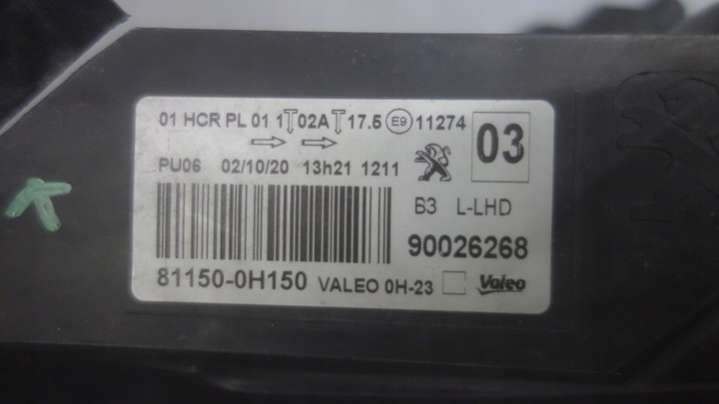 01 HCR PL 01 1 02A 17.5 E9 11274
03
PU06 02/10/20 13h21 1211
B3 L-LHD
90026268
81150-0H150 VALEO 0H-23 Valeo